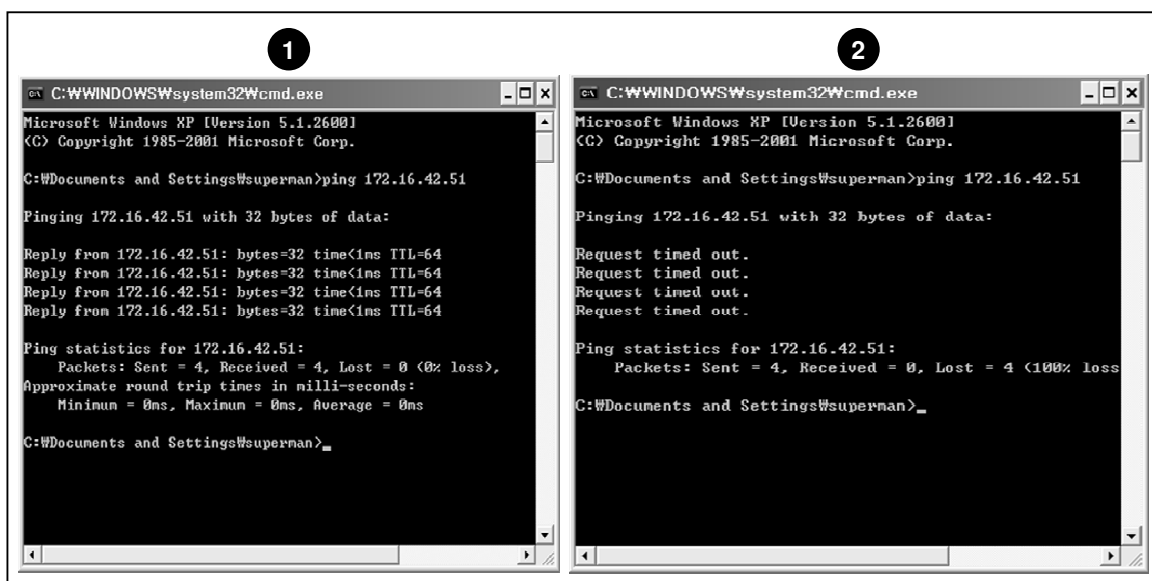 1
C:₩WINDOWS₩system32₩cmd.exe
Microsoft Windows XP [Version 5.1.2600]
(C) Copyright 1985-2001 Microsoft Corp.
C:₩Documents and Settings₩superman>ping 172.16.42.51
Pinging 172.16.42.51 with 32 bytes of data:
Reply from 172.16.42.51: bytes=32 time<1ms TTL=64
Reply from 172.16.42.51: bytes=32 time<1ms TTL=64
Reply from 172.16.42.51: bytes=32 time<1ms TTL=64
Reply from 172.16.42.51: bytes=32 time<1ms TTL=64
Ping statistics for 172.16.42.51:
Packets: Sent = 4, Received = 4, Lost = 0 (0% loss),
Approximate round trip times in milli-seconds:
Minimum = 0ms, Maximum = 0ms, Average = 0ms
C:₩Documents and Settings₩superman>_
2
C:₩WINDOWS₩system32₩cmd.exe
Microsoft Windows XP [Version 5.1.2600]
(C) Copyright 1985-2001 Microsoft Corp.
C:₩Documents and Settings₩superman>ping 172.16.42.51
Pinging 172.16.42.51 with 32 bytes of data:
Request timed out.
Request timed out.
Request timed out.
Request timed out.
Ping statistics for 172.16.42.51:
Packets: Sent = 4, Received = 0, Lost = 4 (100% loss
C:₩Documents and Settings₩superman>_